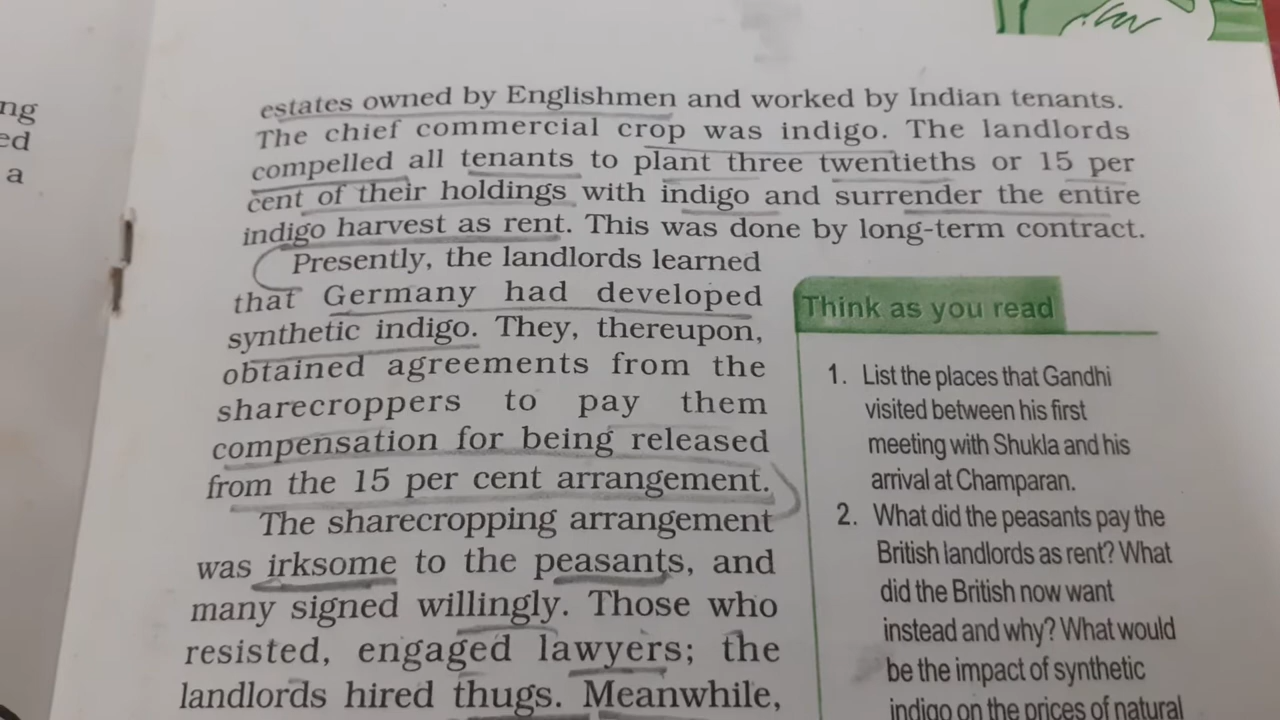 ng
ed
a
estates owned by Englishmen and worked by Indian tenants.
The chief commercial crop was indigo. The landlords
compelled all tenants to plant three twentieths or 15 per
cent of their holdings with indigo and surrender the entire
indigo harvest as rent. This was done by long-term contract.
Presently, the landlords learned
that Germany had developed
synthetic indigo. They, thereupon,
obtained agreements from the
sharecroppers to pay them
compensation for being released
from the 15 per cent arrangement.
The sharecropping arrangement
was irksome to the peasants, and
many signed willingly. Those who
resisted, engaged lawyers; the
landlords hired thugs. Meanwhile,
Think as you read
1. List the places that Gandhi
visited between his first
meeting with Shukla and his
arrival at Champaran.
2. What did the peasants pay the
British landlords as rent? What
did the British now want
instead and why? What would
be the impact of synthetic
indigo on the prices of natural